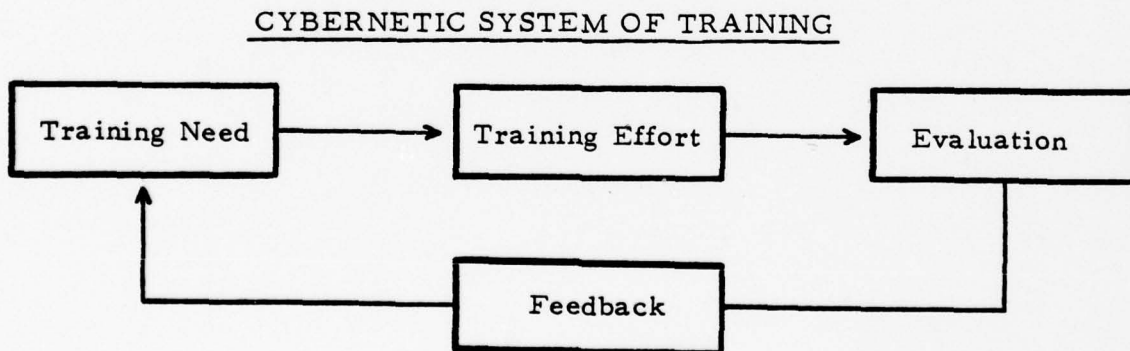 CYBERNETIC SYSTEM OF TRAINING
Training Need
Training Effort
Evaluation
Feedback